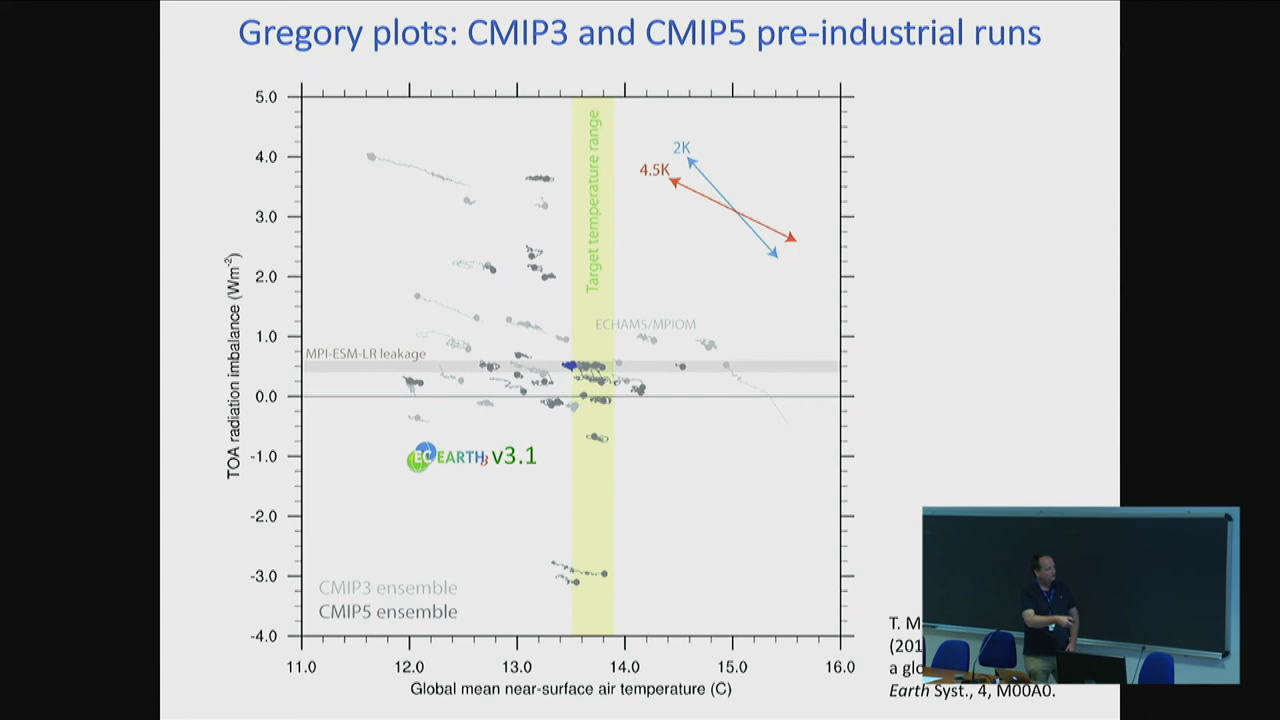 Gregory plots: CMIP3 and CMIP5 pre-industrial runs
5.0
4.0
3.0
2.0
1.0
0.0
-1.0
-2.0
-3.0
-4.0
TOA radiation imbalance (Wm-2)
Target temperature range
2K
4.5K
ECHAM5/MPIOM
MPI-ESM-LR leakage
EC EARTH3 v3.1
CMIP3 ensemble
CMIP5 ensemble
11.0 12.0 13.0 14.0 15.0 16.0
Global mean near-surface air temperature (C)
T. M
(201
a glo
Earth Syst., 4, M00A0.